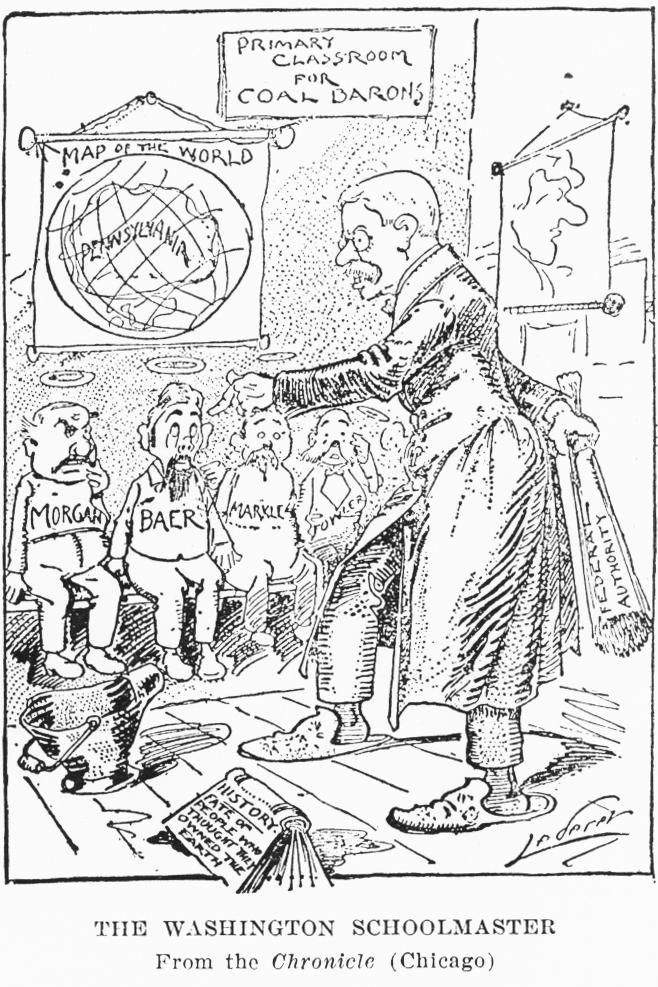 PRIMARY
CLASSROOM
FOR
COAL BARONS
MAP OF THE WORLD
PENNSYLVANIA
MORGAN
BAER
MARKLE
FOWLER
FEDERAL
AUTHORITY
HISTORY
FATE OF
PEOPLE WHO
THOUGHT THEY
OWNED THE
EARTH
THE WASHINGTON SCHOOLMASTER
From the Chronicle (Chicago)